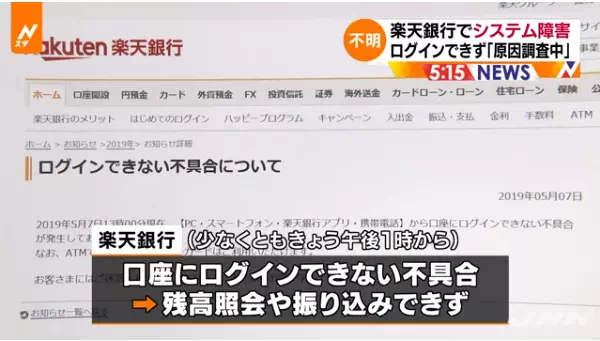 Nスタ
Rakuten 楽天銀行
不明
楽天銀行でシステム障害
ログインできず「原因調査中」
5:15 NEWS
ホーム 口座開設 円預金 カード 外貨預金 FX 投資信託 証券 海外送金 カードローン・ローン 住宅ローン 保険
楽天銀行のメリット はじめてのログイン ハッピープログラム キャンペーン 入出金 振込・支払 金利 手数料 ATM
ホーム > お知らせ > 2019年> お知らせ詳細
ログインできない不具合について
2019年05月07日
2019年5月7日13時00分現在、【PC・スマートフォン・楽天銀行アプリ・携帯電話】から口座にログインできない不具合
が発生してお
なお、ATM
お客さまにはご迷
楽天銀行 (少なくともきょう午後1時から)
口座にログインできない不具合
➡残高照会や振り込みできず
お知らせ一覧へ
JNN